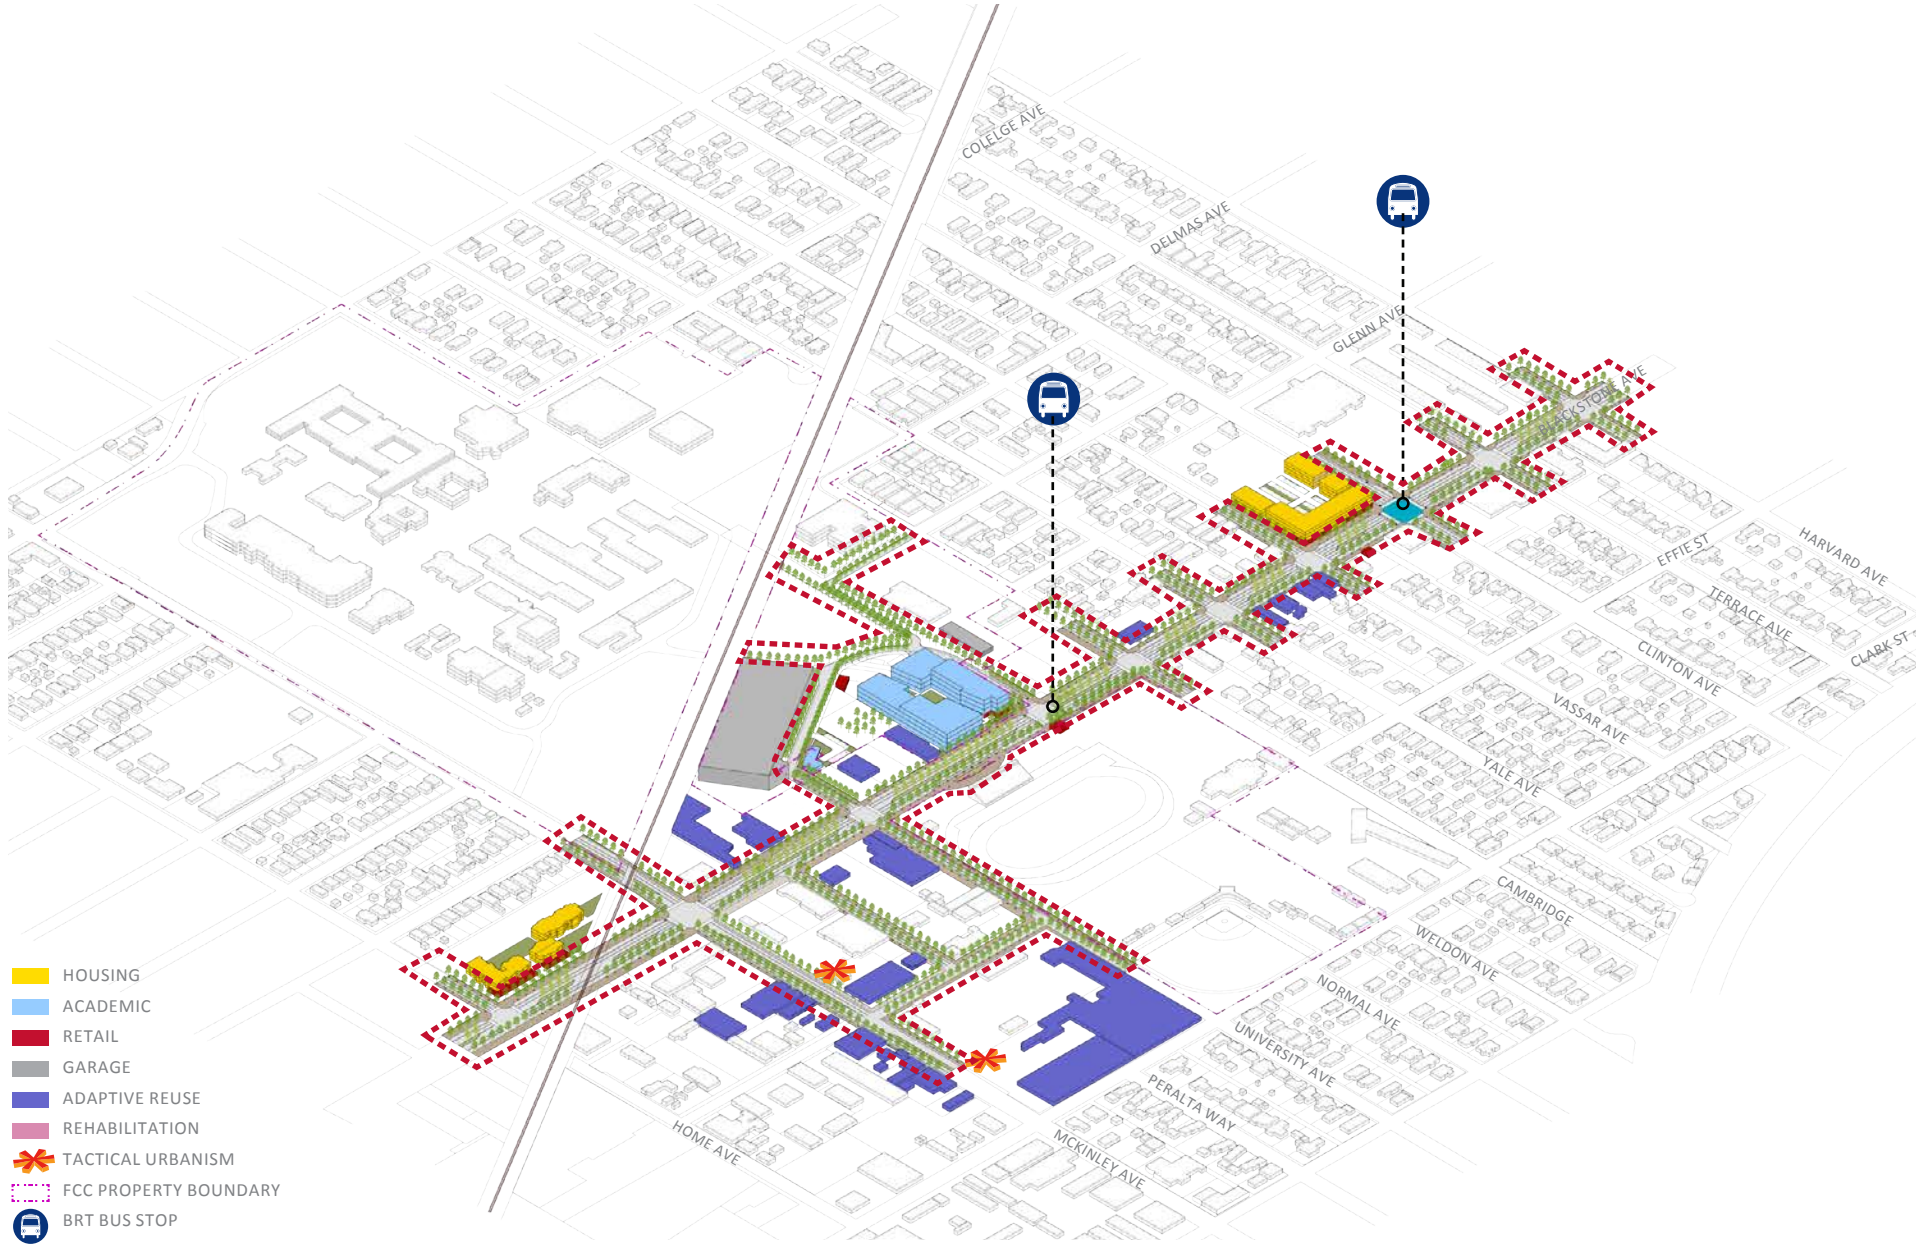 COLELGE AVE
DELMAS AVE
GLENN AVE
BLACKSTONE AVE
HARVARD AVE
EFFIE ST
TERRACE AVE
CLARK ST
CLINTON AVE
VASSAR AVE
YALE AVE
CAMBRIDGE
WELDON AVE
NORMAL AVE
UNIVERSITY AVE
PERALTA WAY
MCKINLEY AVE
HOME AVE
HOUSING
ACADEMIC
RETAIL
GARAGE
ADAPTIVE REUSE
REHABILITATION
TACTICAL URBANISM
FCC PROPERTY BOUNDARY
BRT BUS STOP